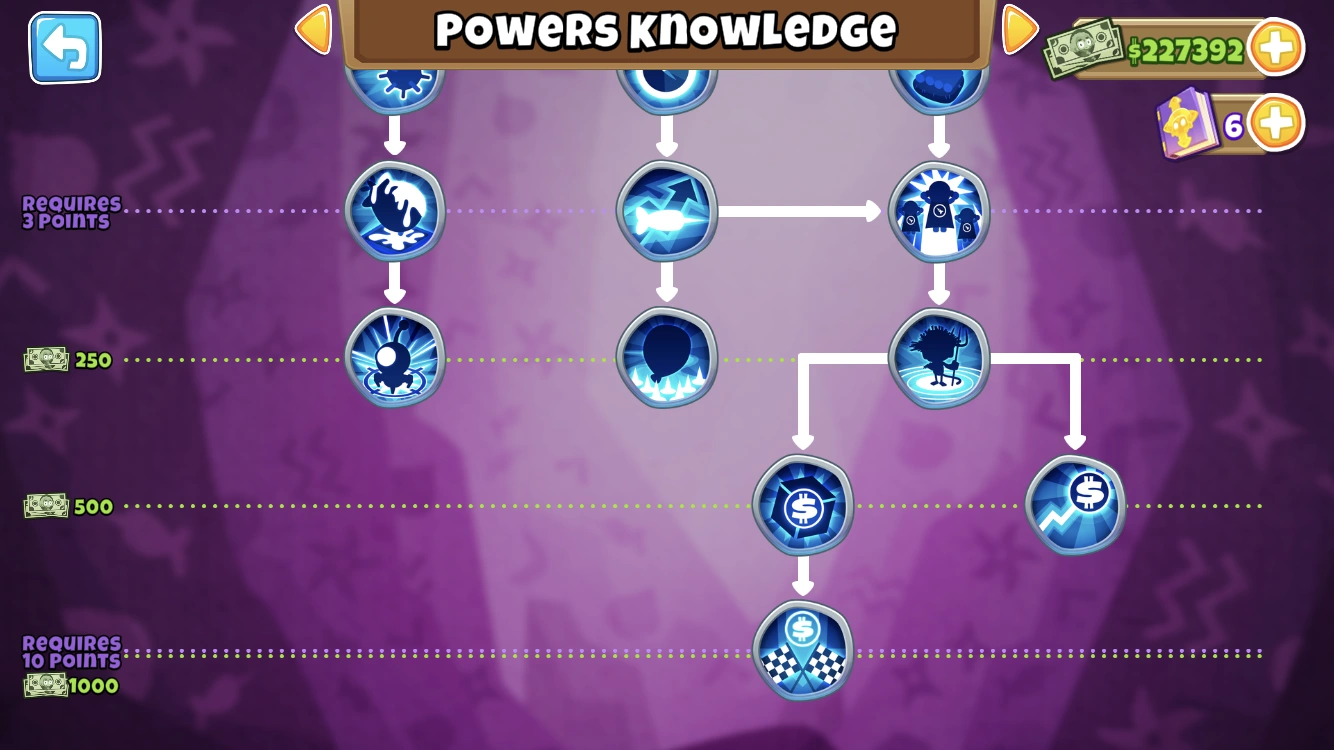 Powers Knowledge
$227392
6
Requires
3 Points
250
$
500
$
$
Requires
10 Points
1000